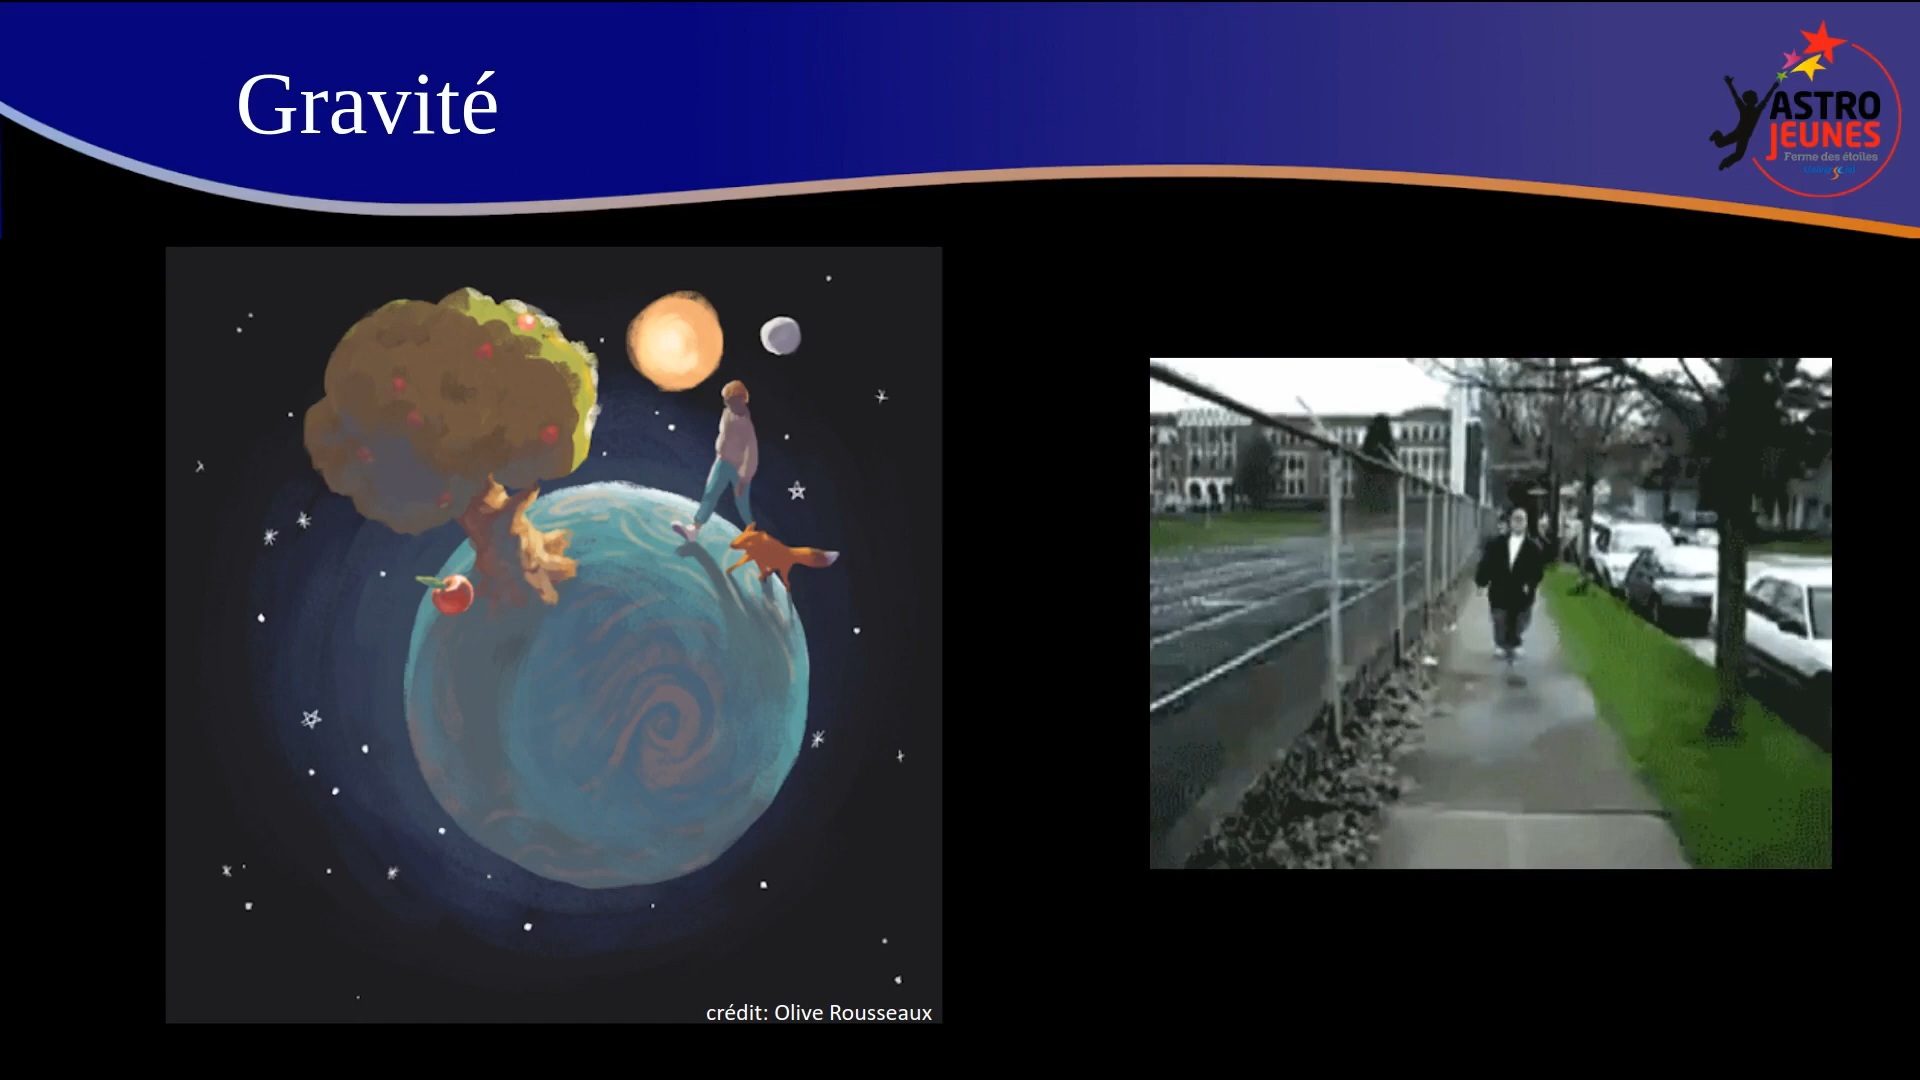 Gravité
ASTRO
JEUNES
Ferme des étoiles
crédit: Olive Rousseaux